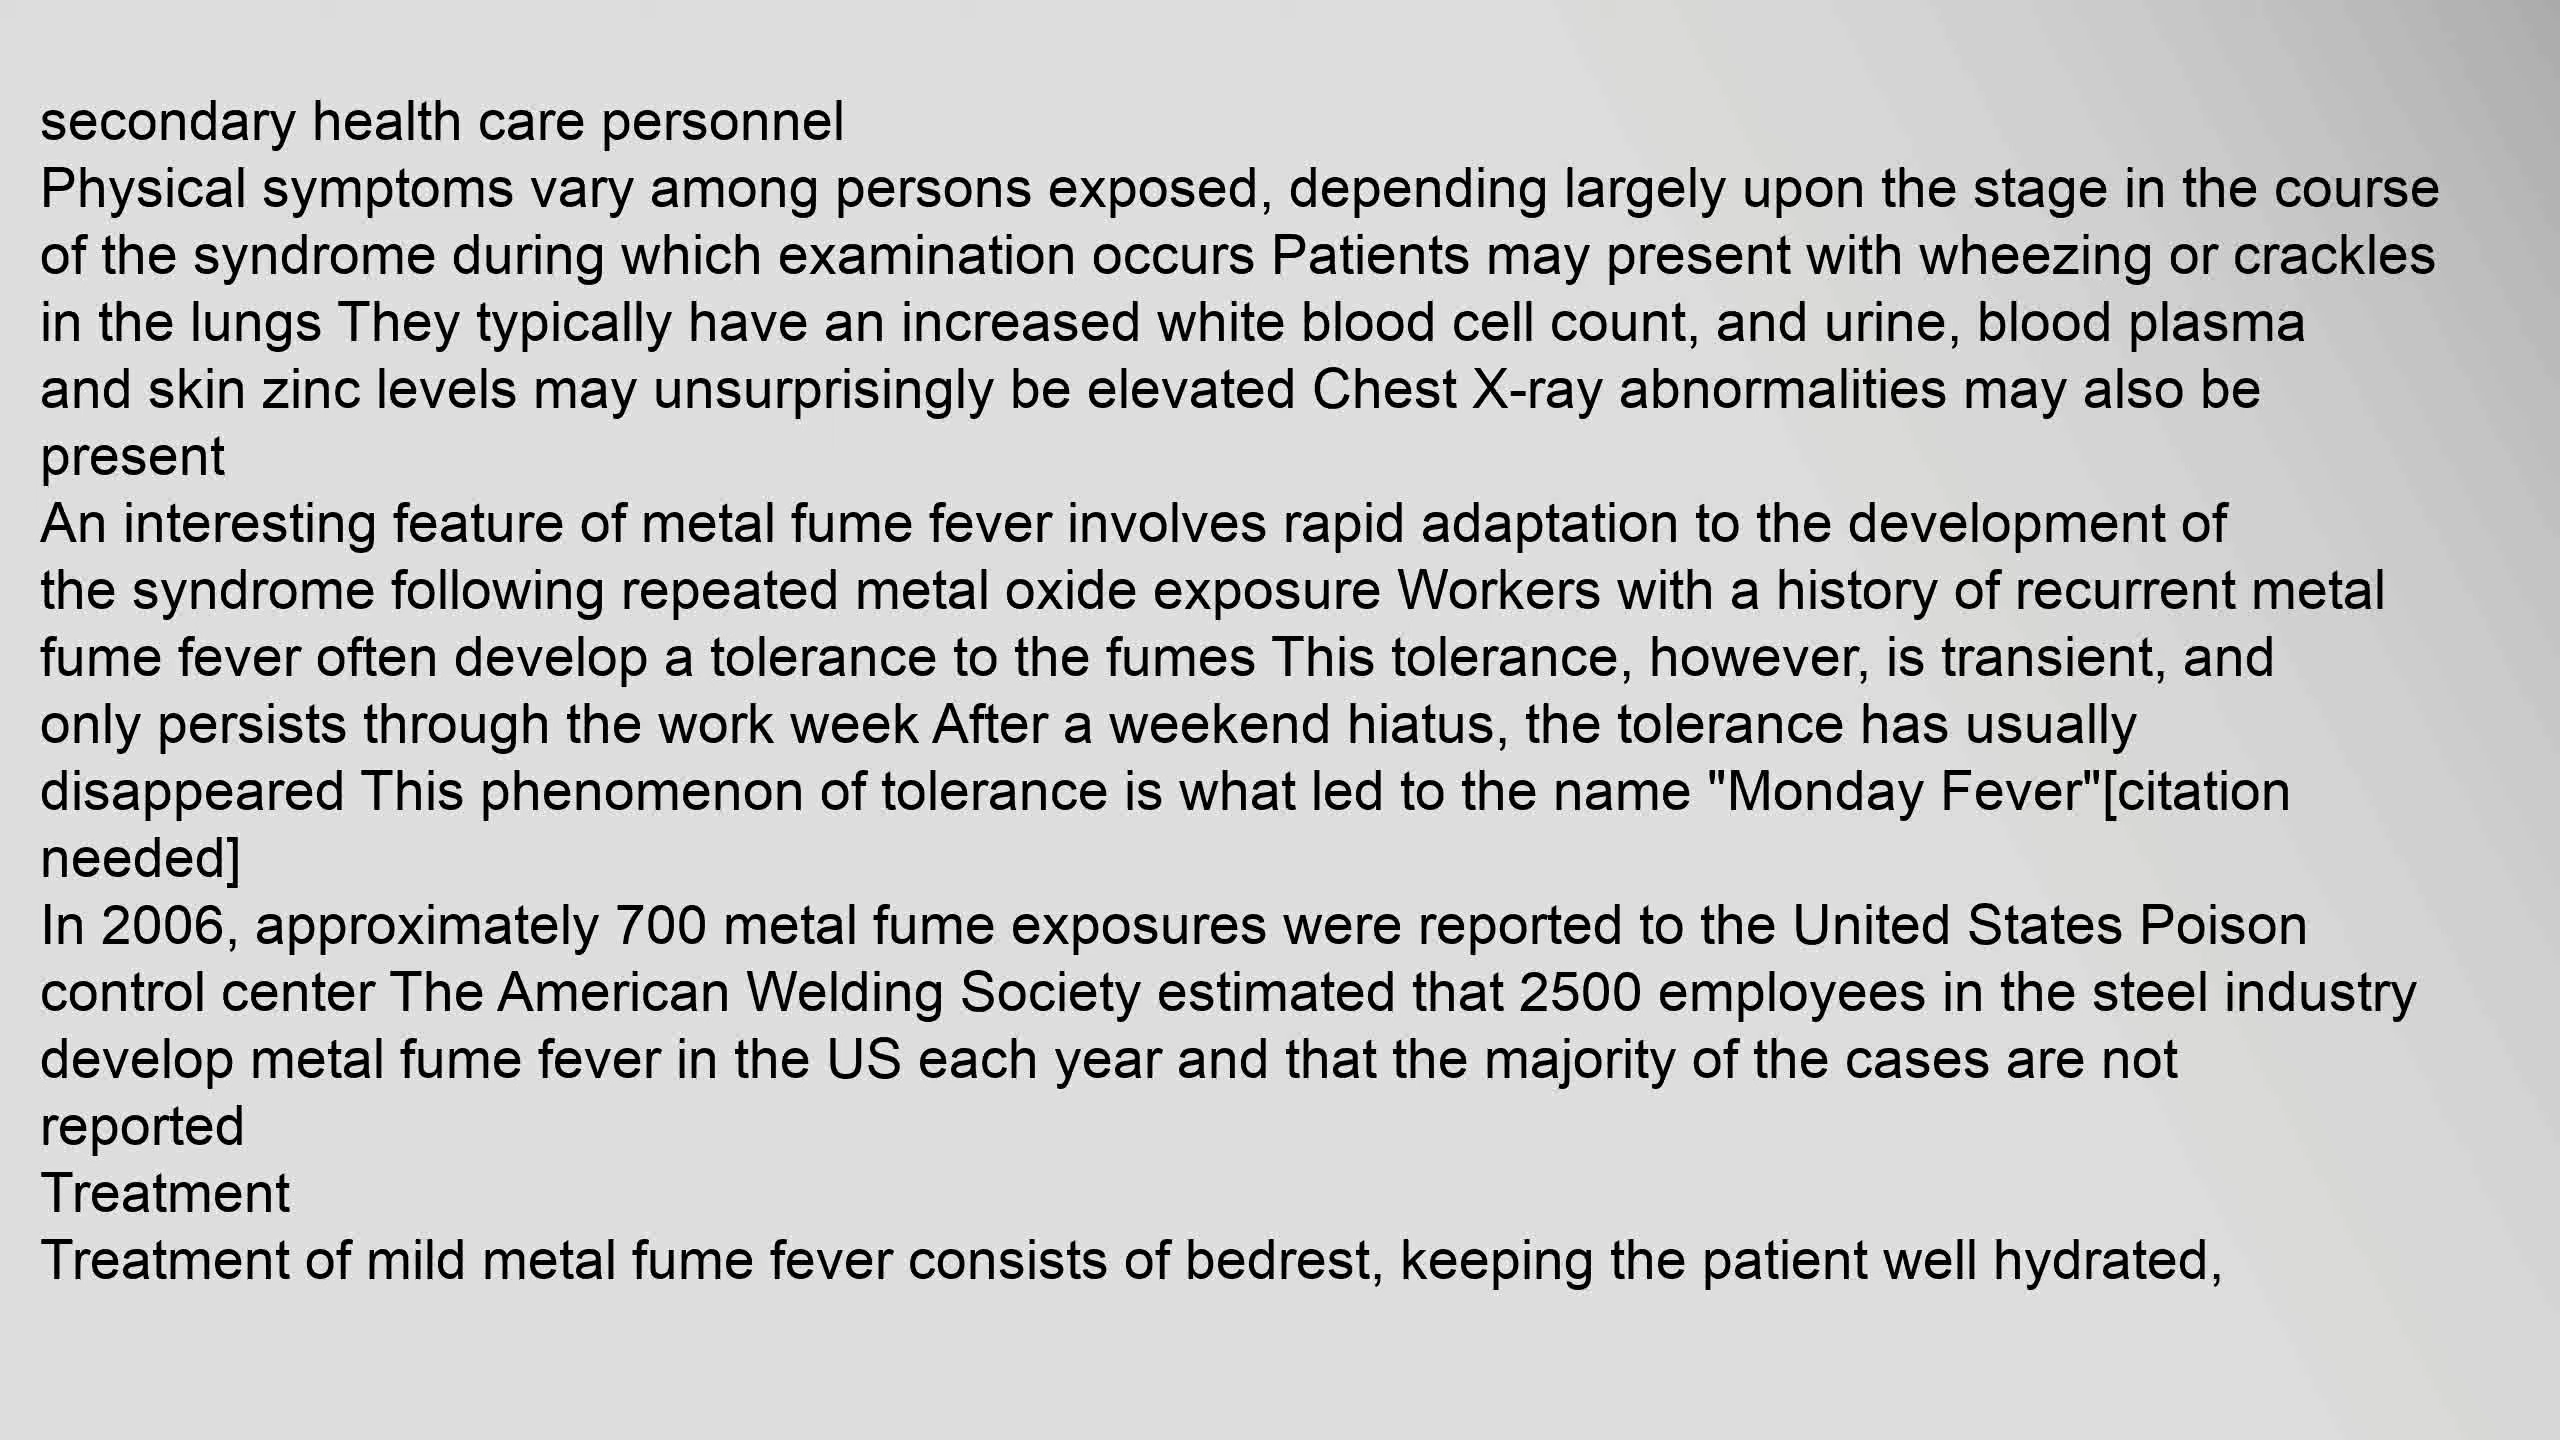 secondary health care personnel
Physical symptoms vary among persons exposed, depending largely upon the stage in the course
of the syndrome during which examination occurs Patients may present with wheezing or crackles
in the lungs They typically have an increased white blood cell count, and urine, blood plasma
and skin zinc levels may unsurprisingly be elevated Chest X-ray abnormalities may also be
present
An interesting feature of metal fume fever involves rapid adaptation to the development of
the syndrome following repeated metal oxide exposure Workers with a history of recurrent metal
fume fever often develop a tolerance to the fumes This tolerance, however, is transient, and
only persists through the work week After a weekend hiatus, the tolerance has usually
disappeared This phenomenon of tolerance is what led to the name "Monday Fever"[citation
needed]
In 2006, approximately 700 metal fume exposures were reported to the United States Poison
control center The American Welding Society estimated that 2500 employees in the steel industry
develop metal fume fever in the US each year and that the majority of the cases are not
reported
Treatment
Treatment of mild metal fume fever consists of bedrest, keeping the patient well hydrated,